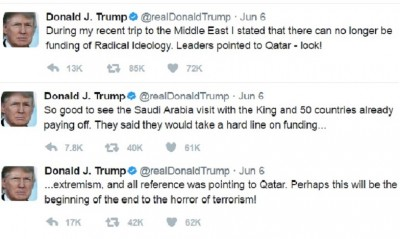 Donald J. Trump @realDonaldTrump · Jun 6
During my recent trip to the Middle East I stated that there can no longer be
funding of Radical Ideology. Leaders pointed to Qatar - look!
13K 85K 72K
Donald J. Trump @realDonaldTrump · Jun 6
So good to see the Saudi Arabia visit with the King and 50 countries already
paying off. They said they would take a hard line on funding...
7.8K 40K 61K
Donald J. Trump @realDonaldTrump · Jun 6
...extremism, and all reference was pointing to Qatar. Perhaps this will be the
beginning of the end to the horror of terrorism!
17K 42K 62K